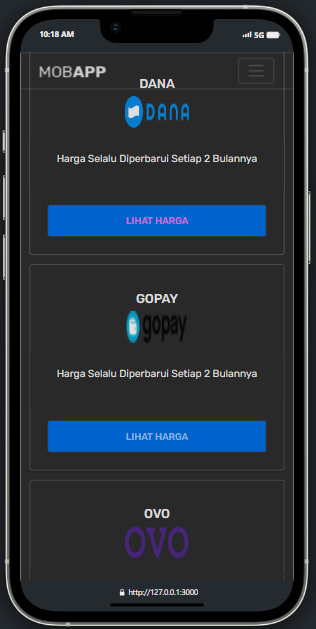 10:18 AM
5G
MOBAPP
DANA
DANA
Harga Selalu Diperbarui Setiap 2 Bulannya
LIHAT HARGA
GOPAY
gopay
Harga Selalu Diperbarui Setiap 2 Bulannya
LIHAT HARGA
OVO
OVO
http://127.0.0.1:3000